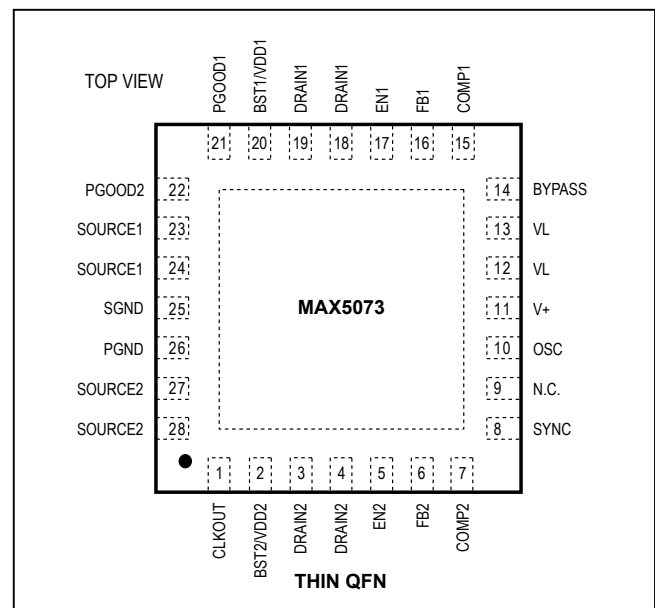 TOP VIEW
PGOOD1
BST1/VDD1
DRAIN1
DRAIN1
EN1
FB1
COMP1
21 20 19 18 17 16 15
PGOOD2 22
SOURCE1 23
SOURCE1 24
SGND 25
PGND 26
SOURCE2 27
SOURCE2 28
MAX5073
14 BYPASS
13 VL
12 VL
11 V+
10 OSC
9 N.C.
8 SYNC
1 2 3 4 5 6 7
CLKOUT
BST2/VDD2
DRAIN2
DRAIN2
EN2
FB2
COMP2
THIN QFN